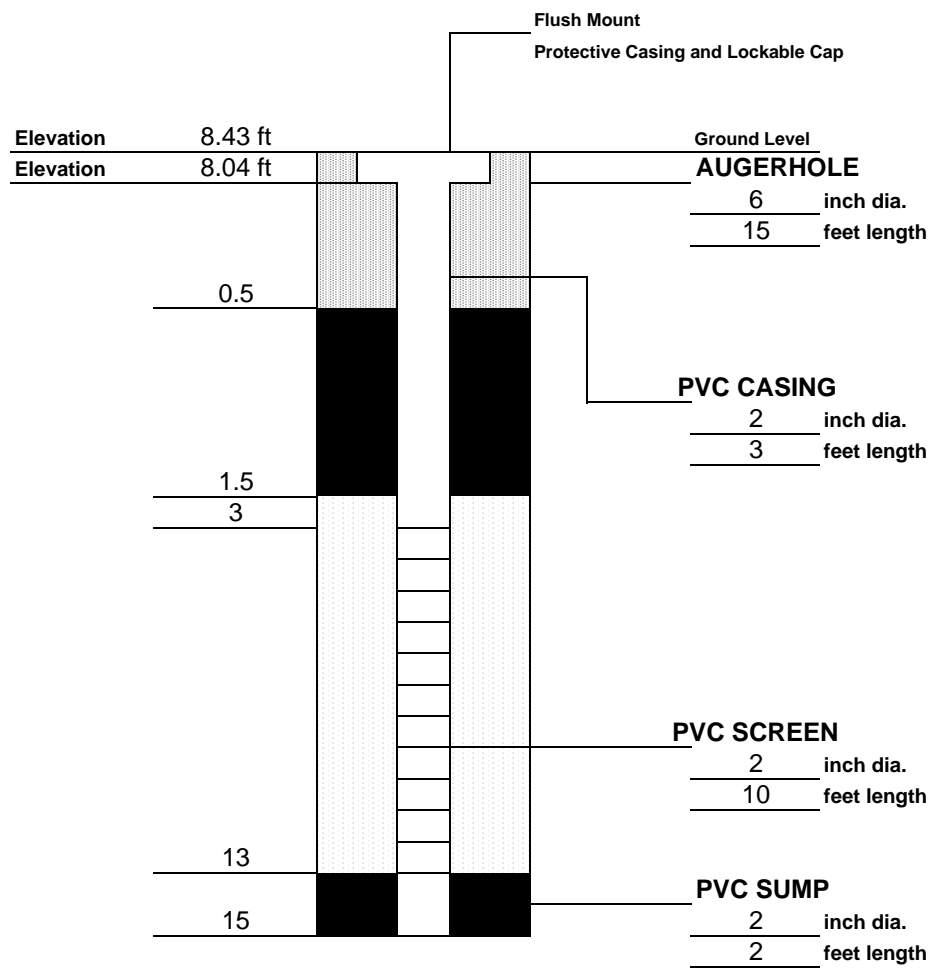 Flush Mount
Protective Casing and Lockable Cap
Elevation 8.43 ft
Ground Level
Elevation 8.04 ft
AUGERHOLE
6 inch dia.
15 feet length
0.5
PVC CASING
2 inch dia.
3 feet length
1.5
3
PVC SCREEN
2 inch dia.
10 feet length
13
PVC SUMP
15
2 inch dia.
2 feet length